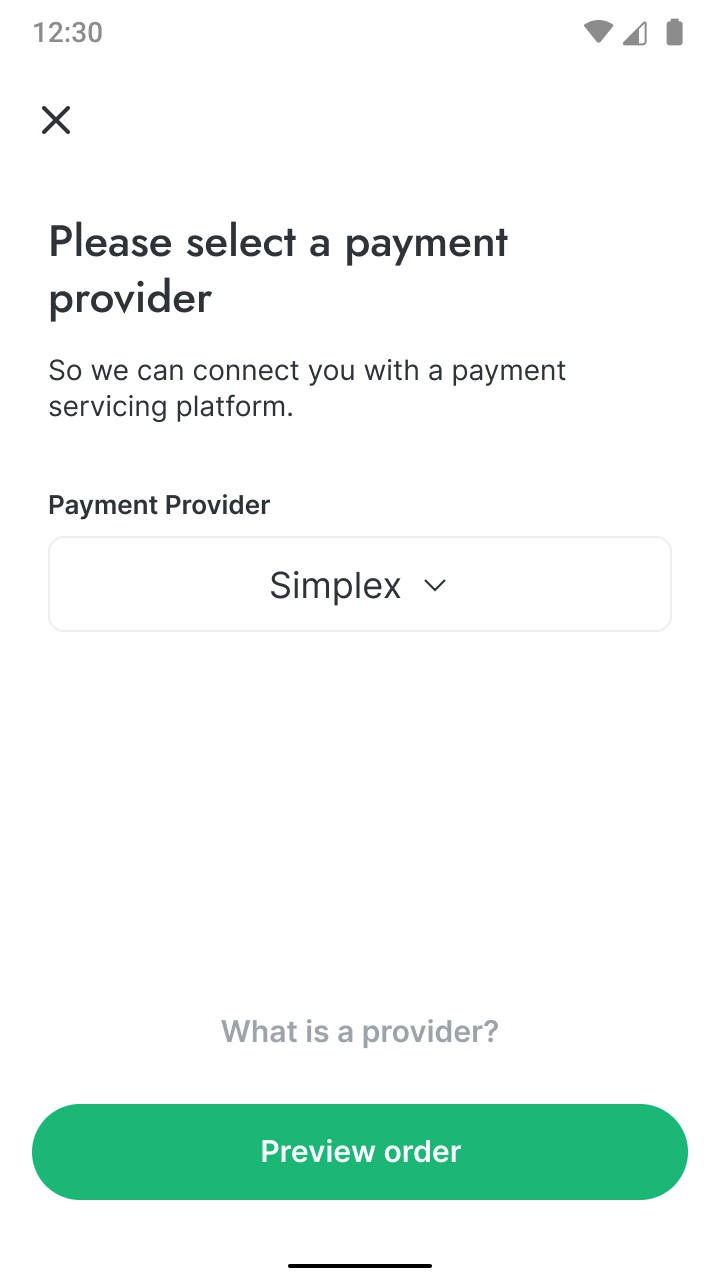 12:30
Please select a payment
provider
So we can connect you with a payment
servicing platform.
Payment Provider
Simplex
What is a provider?
Preview order